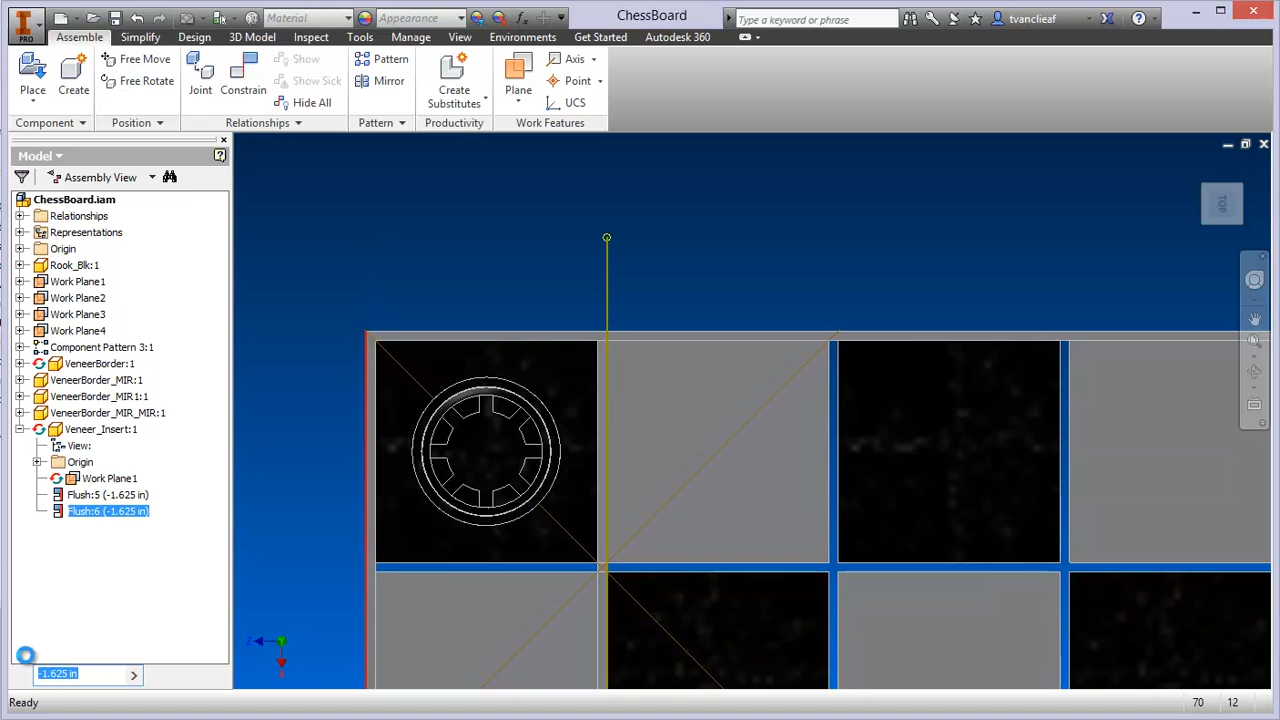 PRO
Material
Appearance
ChessBoard
Type a keyword or phrase
tvanclieaf
Assemble Simplify Design 3D Model Inspect Tools Manage View Environments Get Started Autodesk 360
Place
Create
Free Move
Free Rotate
Joint
Constrain
Show
Show Sick
Hide All
Pattern
Mirror
Create Substitutes
Plane
Axis
Point
UCS
Component Position Relationships Pattern Productivity Work Features
Model
Assembly View
ChessBoard.iam
Relationships
Representations
Origin
Rook_Blk:1
Work Plane1
Work Plane2
Work Plane3
Work Plane4
Component Pattern 3:1
VeneerBorder:1
VeneerBorder_MIR:1
VeneerBorder_MIR1:1
VeneerBorder_MIR_MIR:1
Veneer_Insert:1
View:
Origin
Work Plane1
Flush:5 (-1.625 in)
Flush:6 (-1.625 in)
-1.625 in
TOP
Z
Ready
70 12